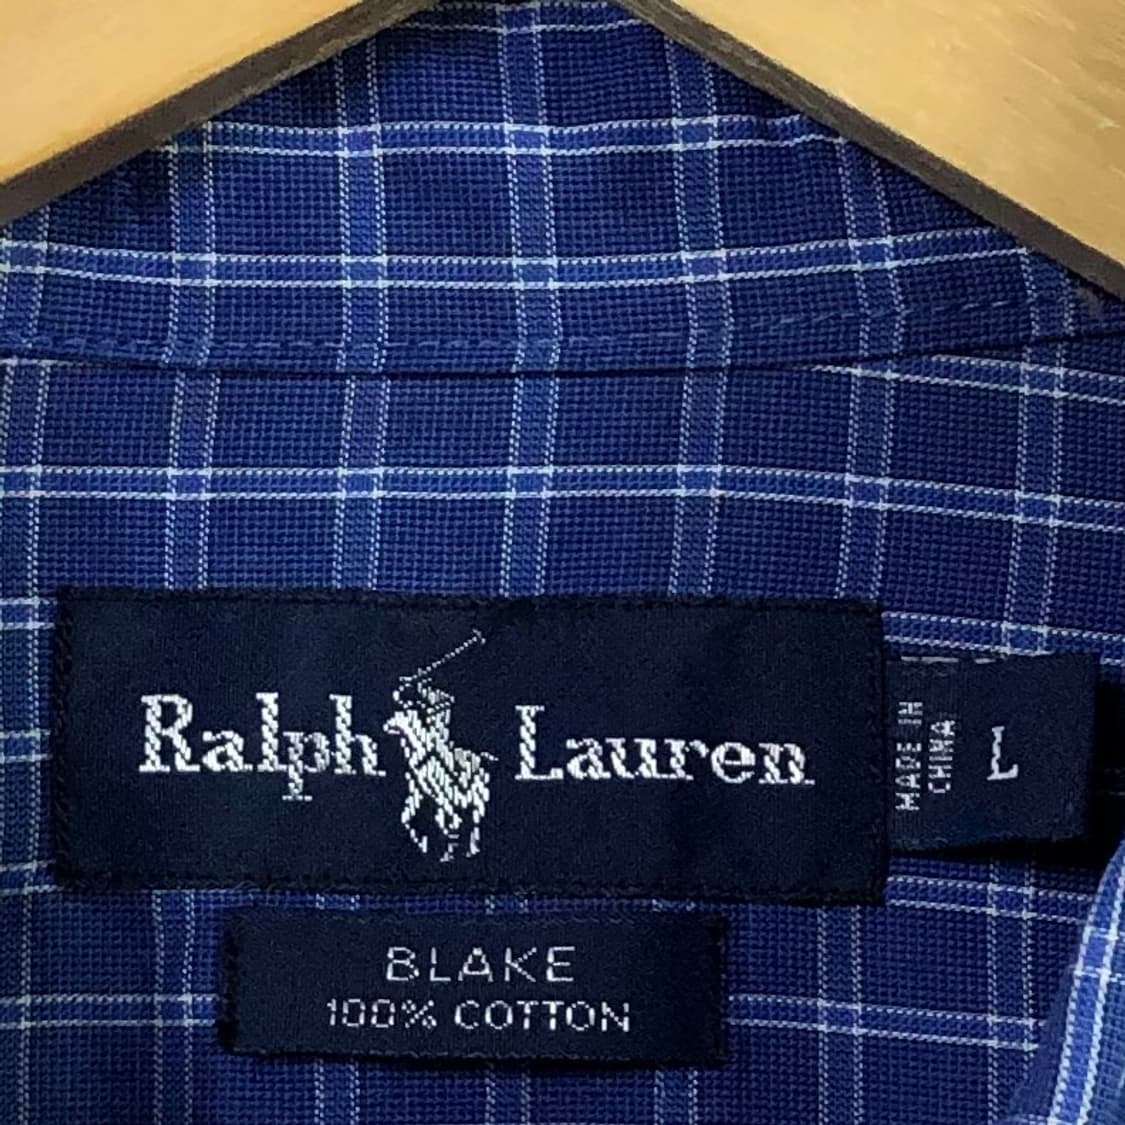 Ralph Lauren
MADE IN
CHINA
L
BLAKE
100% COTTON